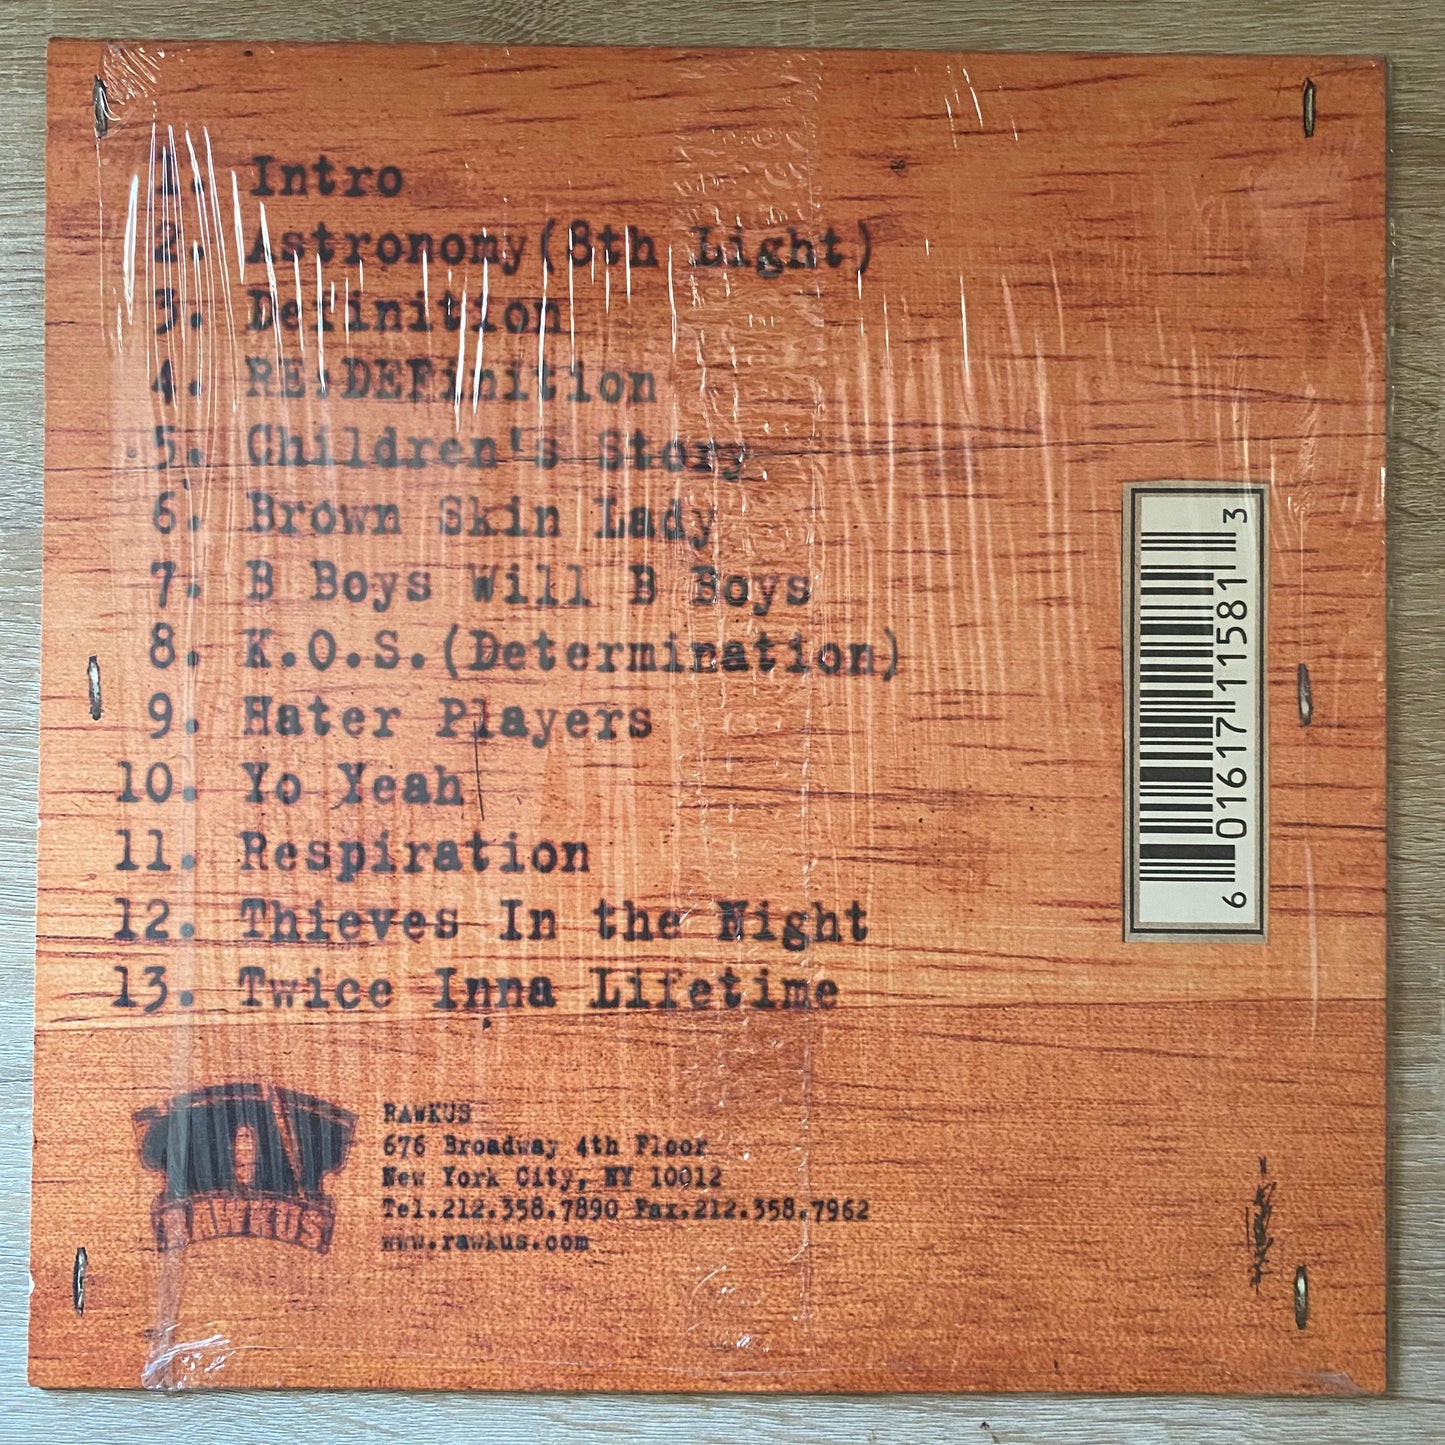 1. Intro
2. Astronomy(8th Light)
3. Definition
4. RE:DEFinition
5. Children's Story
6. Brown Skin Lady
7. B Boys Will B Boys
8. K.O.S.(Determination)
9. Hater Players
10. Yo Yeah
11. Respiration
12. Thieves In the Night
13. Twice Inna Lifetime
RAWKUS
RAWKUS
676 Broadway 4th Floor
New York City, NY 10012
Tel.212.358.7890 Fax.212.358.7962
www.rawkus.com
6 01617 11581 3